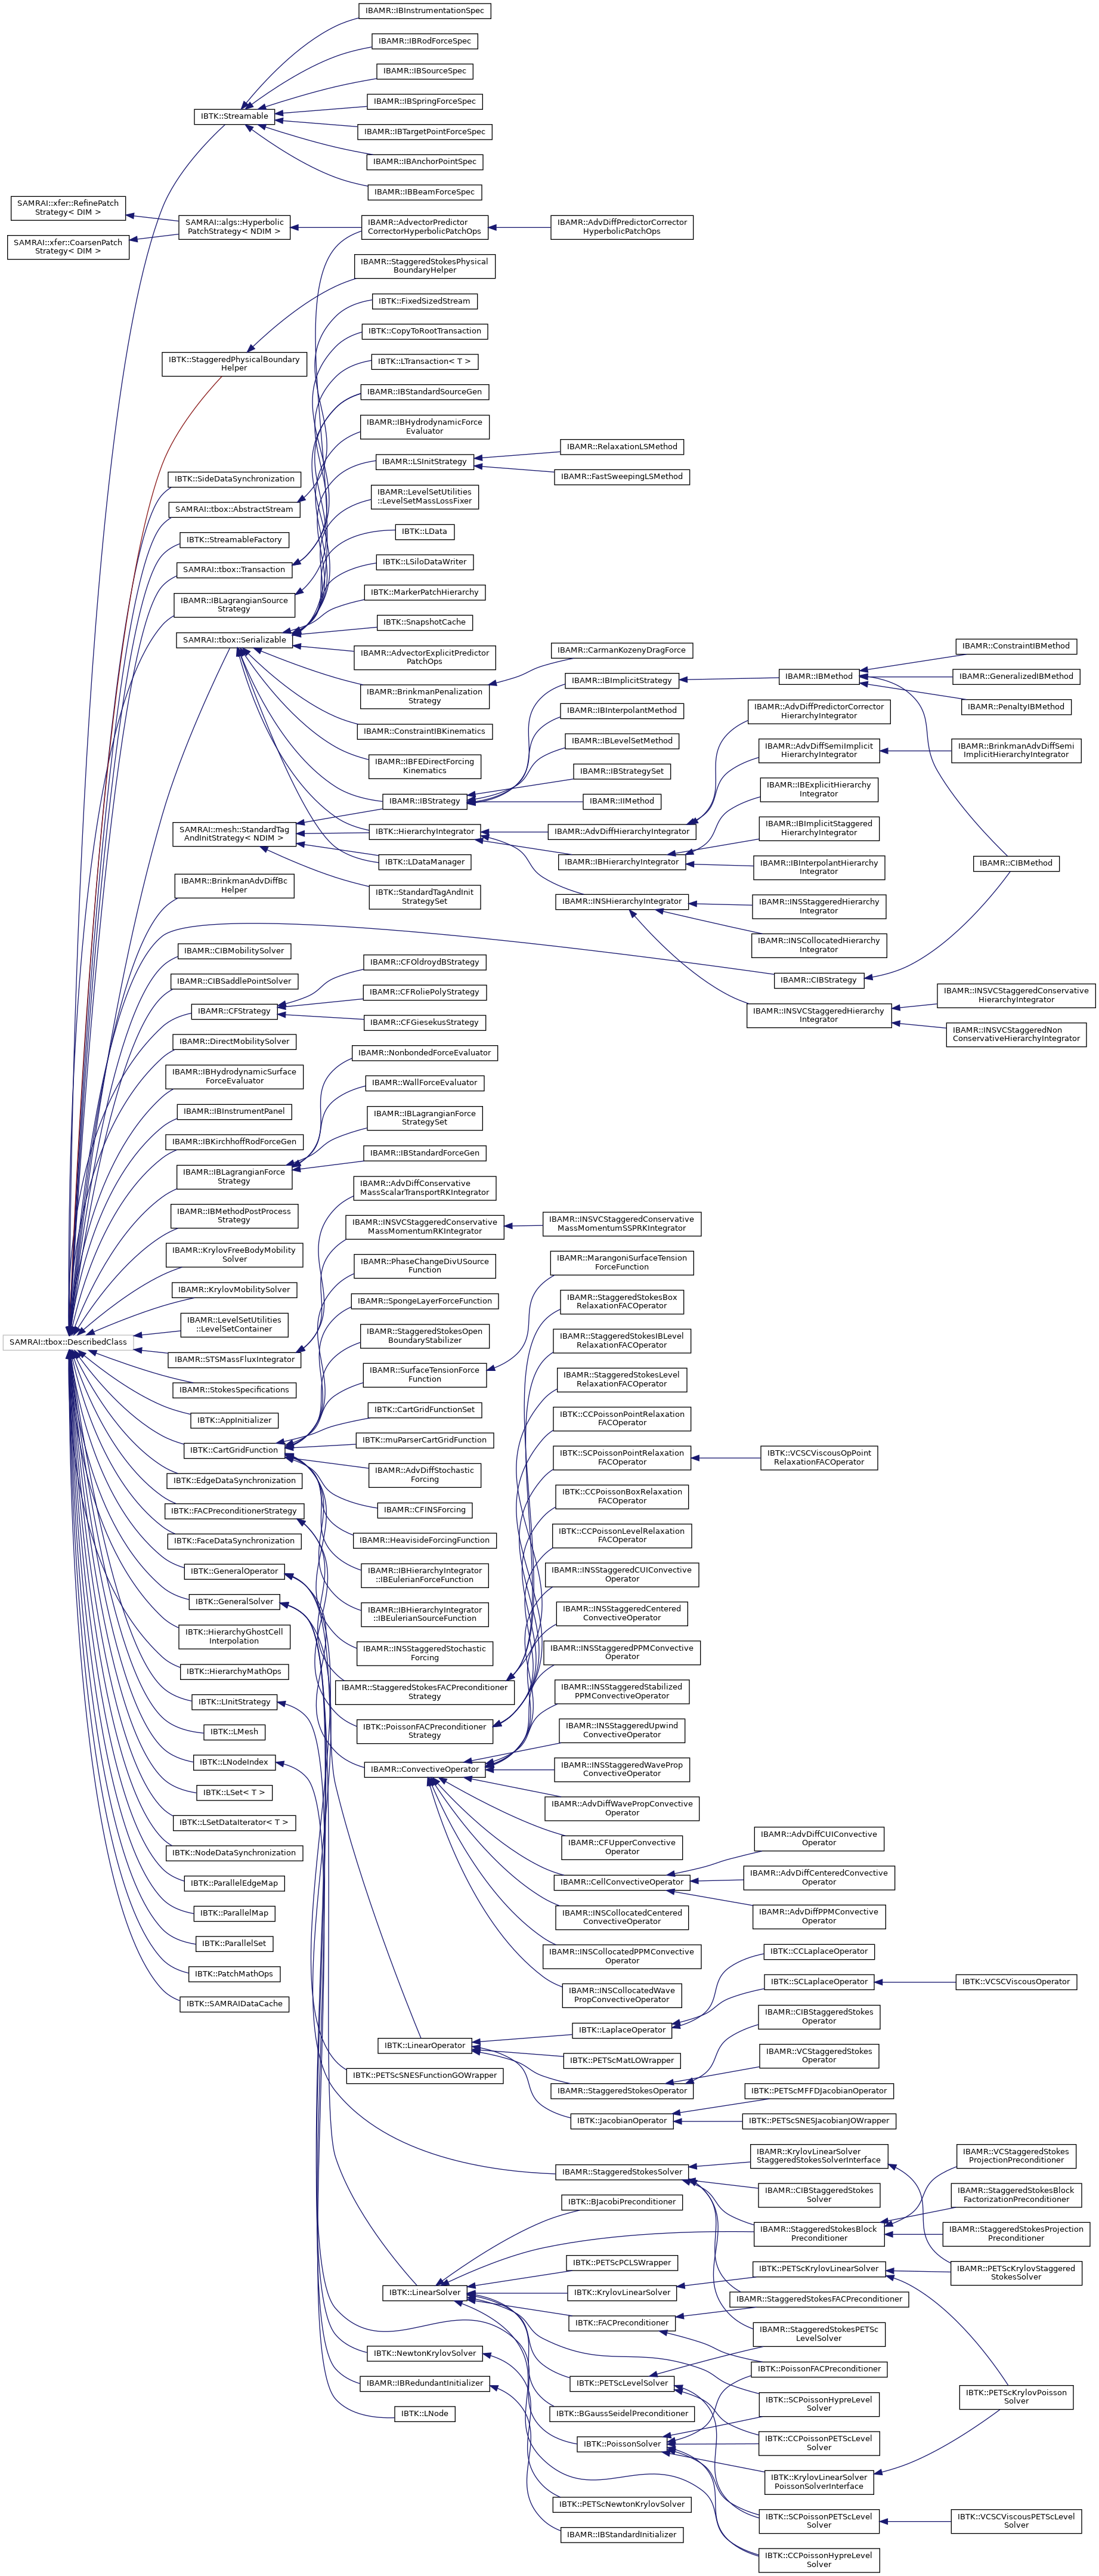 IBAMR::IBInstrumentationSpec
IBAMR::IBRodForceSpec
IBAMR::IBSourceSpec
IBAMR::IBSpringForceSpec
IBTK::Streamable
IBAMR::IBTargetPointForceSpec
IBAMR::IBAnchorPointSpec
IBAMR::IBBeamForceSpec
SAMRAI::xfer::RefinePatch
Strategy< DIM >
SAMRAI::xfer::CoarsenPatch
Strategy< DIM >
SAMRAI::algs::Hyperbolic
PatchStrategy< NDIM >
IBAMR::AdvectorPredictor
CorrectorHyperbolicPatchOps
IBAMR::AdvDiffPredictorCorrector
HyperbolicPatchOps
IBAMR::StaggeredStokesPhysical
BoundaryHelper
IBTK::FixedSizedStream
IBTK::CopyToRootTransaction
IBTK::StaggeredPhysicalBoundary
Helper
IBTK::LTransaction< T >
IBAMR::IBStandardSourceGen
IBAMR::IBHydrodynamicForce
Evaluator
IBAMR::LSInitStrategy
IBAMR::RelaxationLSMethod
IBAMR::FastSweepingLSMethod
IBTK::SideDataSynchronization
IBAMR::LevelSetUtilities
::LevelSetMassLossFixer
SAMRAI::tbox::AbstractStream
IBTK::LData
IBTK::StreamableFactory
IBTK::LSiloDataWriter
SAMRAI::tbox::Transaction
IBTK::MarkerPatchHierarchy
IBAMR::IBLagrangianSource
Strategy
IBTK::SnapshotCache
SAMRAI::tbox::Serializable
IBAMR::AdvectorExplicitPredictor
PatchOps
IBAMR::CarmanKozenyDragForce
IBAMR::ConstraintIBMethod
IBAMR::BrinkmanPenalization
Strategy
IBAMR::IBImplicitStrategy
IBAMR::IBMethod
IBAMR::GeneralizedIBMethod
IBAMR::PenaltyIBMethod
IBAMR::ConstraintIBKinematics
IBAMR::IBInterpolantMethod
IBAMR::AdvDiffPredictorCorrector
HierarchyIntegrator
IBAMR::IBFEDirectForcing
Kinematics
IBAMR::IBLevelSetMethod
IBAMR::AdvDiffSemiImplicit
HierarchyIntegrator
IBAMR::BrinkmanAdvDiffSemi
ImplicitHierarchyIntegrator
IBAMR::IBStrategySet
IBAMR::IBStrategy
IBAMR::IIMethod
IBAMR::IBExplicitHierarchy
Integrator
SAMRAI::mesh::StandardTag
AndInitStrategy< NDIM >
IBTK::HierarchyIntegrator
IBAMR::AdvDiffHierarchyIntegrator
IBAMR::IBImplicitStaggered
HierarchyIntegrator
IBTK::LDataManager
IBAMR::IBHierarchyIntegrator
IBAMR::IBInterpolantHierarchy
Integrator
IBAMR::CIBMethod
IBTK::StandardTagAndInit
StrategySet
IBAMR::BrinkmanAdvDiffBc
Helper
IBAMR::INSHierarchyIntegrator
IBAMR::INSStaggeredHierarchy
Integrator
IBAMR::INSCollocatedHierarchy
Integrator
IBAMR::CIBMobilitySolver
IBAMR::CFOldroydBStrategy
IBAMR::CIBSaddlePointSolver
IBAMR::CIBStrategy
IBAMR::CFRoliePolyStrategy
IBAMR::CFStrategy
IBAMR::CFGiesekusStrategy
IBAMR::INSVCStaggeredHierarchy
Integrator
IBAMR::INSVCStaggeredConservative
HierarchyIntegrator
IBAMR::INSVCStaggeredNon
ConservativeHierarchyIntegrator
IBAMR::DirectMobilitySolver
IBAMR::NonbondedForceEvaluator
IBAMR::IBHydrodynamicSurface
ForceEvaluator
IBAMR::WallForceEvaluator
IBAMR::IBInstrumentPanel
IBAMR::IBLagrangianForce
StrategySet
IBAMR::IBKirchhoffRodForceGen
IBAMR::IBStandardForceGen
IBAMR::IBLagrangianForce
Strategy
IBAMR::AdvDiffConservative
MassScalarTransportRKIntegrator
IBAMR::IBMethodPostProcess
Strategy
IBAMR::INSVCStaggeredConservative
MassMomentumRKIntegrator
IBAMR::INSVCStaggeredConservative
MassMomentumSSPRKIntegrator
IBAMR::KrylovFreeBodyMobility
Solver
IBAMR::PhaseChangeDivUSource
Function
IBAMR::MarangoniSurfaceTension
ForceFunction
IBAMR::KrylovMobilitySolver
IBAMR::SpongeLayerForceFunction
IBAMR::StaggeredStokesBox
RelaxationFACOperator
IBAMR::LevelSetUtilities
::LevelSetContainer
IBAMR::StaggeredStokesOpen
BoundaryStabilizer
IBAMR::StaggeredStokesIBLevel
RelaxationFACOperator
SAMRAI::tbox::DescribedClass
IBAMR::STSMassFluxIntegrator
IBAMR::SurfaceTensionForce
Function
IBAMR::StaggeredStokesLevel
RelaxationFACOperator
IBAMR::StokesSpecifications
IBTK::CartGridFunctionSet
IBTK::CCPoissonPointRelaxation
FACOperator
IBTK::AppInitializer
IBTK::muParserCartGridFunction
IBTK::CartGridFunction
IBTK::SCPoissonPointRelaxation
FACOperator
IBTK::VCSCViscousOpPoint
RelaxationFACOperator
IBAMR::AdvDiffStochastic
Forcing
IBTK::EdgeDataSynchronization
IBTK::CCPoissonBoxRelaxation
FACOperator
IBAMR::CFINSForcing
IBTK::FACPreconditionerStrategy
IBTK::CCPoissonLevelRelaxation
FACOperator
IBTK::FaceDataSynchronization
IBAMR::HeavisideForcingFunction
IBTK::GeneralOperator
IBAMR::IBHierarchyIntegrator
::IBEulerianForceFunction
IBAMR::INSStaggeredCUIConvective
Operator
IBTK::GeneralSolver
IBAMR::IBHierarchyIntegrator
::IBEulerianSourceFunction
IBAMR::INSStaggeredCentered
ConvectiveOperator
IBTK::HierarchyGhostCell
Interpolation
IBAMR::INSStaggeredStochastic
Forcing
IBAMR::INSStaggeredPPMConvective
Operator
IBTK::HierarchyMathOps
IBAMR::StaggeredStokesFACPreconditioner
Strategy
IBAMR::INSStaggeredStabilized
PPMConvectiveOperator
IBTK::LInitStrategy
IBTK::PoissonFACPreconditioner
Strategy
IBAMR::INSStaggeredUpwind
ConvectiveOperator
IBTK::LMesh
IBTK::LNodeIndex
IBAMR::ConvectiveOperator
IBAMR::INSStaggeredWaveProp
ConvectiveOperator
IBTK::LSet< T >
IBAMR::AdvDiffWavePropConvective
Operator
IBTK::LSetDataIterator< T >
IBAMR::CFUpperConvective
Operator
IBAMR::AdvDiffCUIConvective
Operator
IBTK::NodeDataSynchronization
IBAMR::CellConvectiveOperator
IBAMR::AdvDiffCenteredConvective
Operator
IBTK::ParallelEdgeMap
IBTK::ParallelMap
IBAMR::INSCollocatedCentered
ConvectiveOperator
IBAMR::AdvDiffPPMConvective
Operator
IBTK::ParallelSet
IBAMR::INSCollocatedPPMConvective
Operator
IBTK::CCLaplaceOperator
IBTK::PatchMathOps
IBAMR::INSCollocatedWave
PropConvectiveOperator
IBTK::SCLaplaceOperator
IBTK::VCSCViscousOperator
IBTK::SAMRAIDataCache
IBTK::LaplaceOperator
IBAMR::CIBStaggeredStokes
Operator
IBTK::LinearOperator
IBTK::PETScMatLOWrapper
IBAMR::VCStaggeredStokes
Operator
IBTK::PETScSNESFunctionGOWrapper
IBAMR::StaggeredStokesOperator
IBTK::PETScMFFDJacobianOperator
IBTK::JacobianOperator
IBTK::PETScSNESJacobianJOWrapper
IBAMR::StaggeredStokesSolver
IBAMR::KrylovLinearSolver
StaggeredStokesSolverInterface
IBAMR::VCStaggeredStokes
ProjectionPreconditioner
IBAMR::CIBStaggeredStokes
Solver
IBAMR::StaggeredStokesBlock
FactorizationPreconditioner
IBTK::BJacobiPreconditioner
IBAMR::StaggeredStokesBlock
Preconditioner
IBAMR::StaggeredStokesProjection
Preconditioner
IBTK::PETScPCLSWrapper
IBTK::PETScKrylovLinearSolver
IBAMR::PETScKrylovStaggered
StokesSolver
IBTK::LinearSolver
IBTK::KrylovLinearSolver
IBAMR::StaggeredStokesFACPreconditioner
IBTK::FACPreconditioner
IBAMR::StaggeredStokesPETSc
LevelSolver
IBTK::NewtonKrylovSolver
IBTK::PoissonFACPreconditioner
IBAMR::IBRedundantInitializer
IBTK::PETScLevelSolver
IBTK::SCPoissonHypreLevel
Solver
IBTK::PETScKrylovPoisson
Solver
IBTK::LNode
IBTK::BGaussSeidelPreconditioner
IBTK::CCPoissonPETScLevel
Solver
IBTK::PoissonSolver
IBTK::KrylovLinearSolver
PoissonSolverInterface
IBTK::PETScNewtonKrylovSolver
IBTK::SCPoissonPETScLevel
Solver
IBTK::VCSCViscousPETScLevel
Solver
IBAMR::IBStandardInitializer
IBTK::CCPoissonHypreLevel
Solver